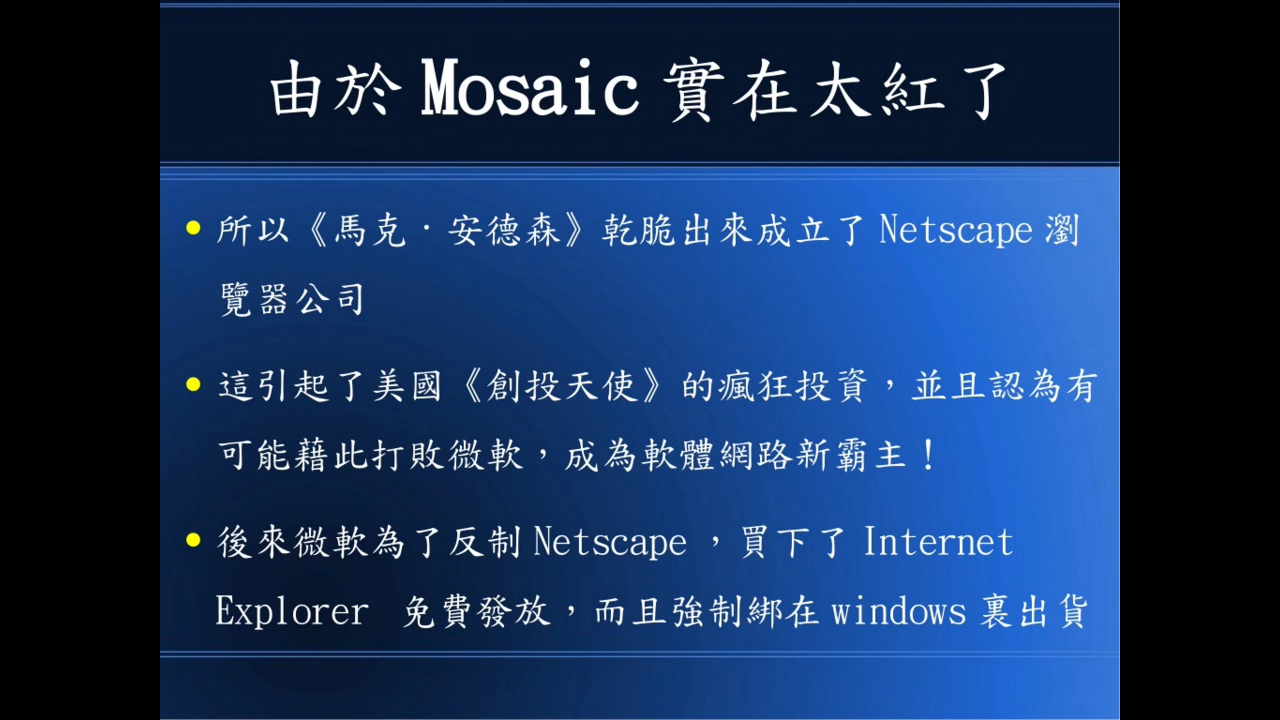 由於 Mosaic 實在太紅了
所以《馬克‧安德森》乾脆出來成立了 Netscape 瀏
覽器公司
這引起了美國《創投天使》的瘋狂投資，並且認為有
可能藉此打敗微軟，成為軟體網路新霸主！
後來微軟為了反制 Netscape ，買下了 Internet
Explorer 免費發放，而且強制綁在 windows 裏出貨